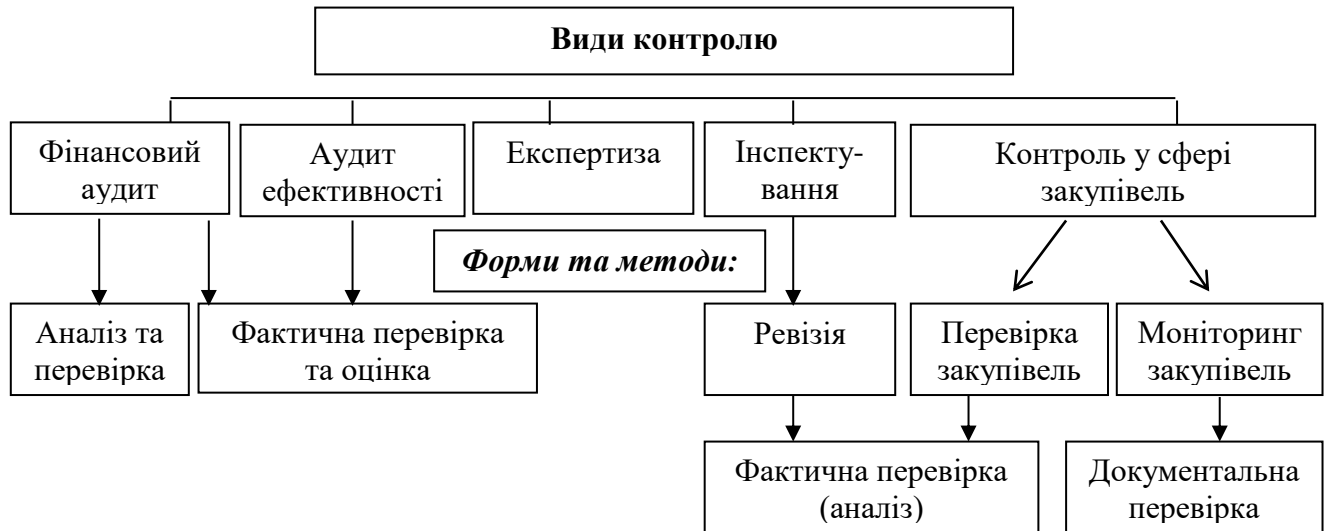 Види контролю
Фінансовий
аудит
Аудит
ефективності
Експертиза
Інспекту-
вання
Контроль у сфері
закупівель
Форми та методи:
Аналіз та
перевірка
Фактична перевірка
та оцінка
Ревізія
Перевірка
закупівель
Моніторинг
закупівель
Фактична перевірка
(аналіз)
Документальна
перевірка